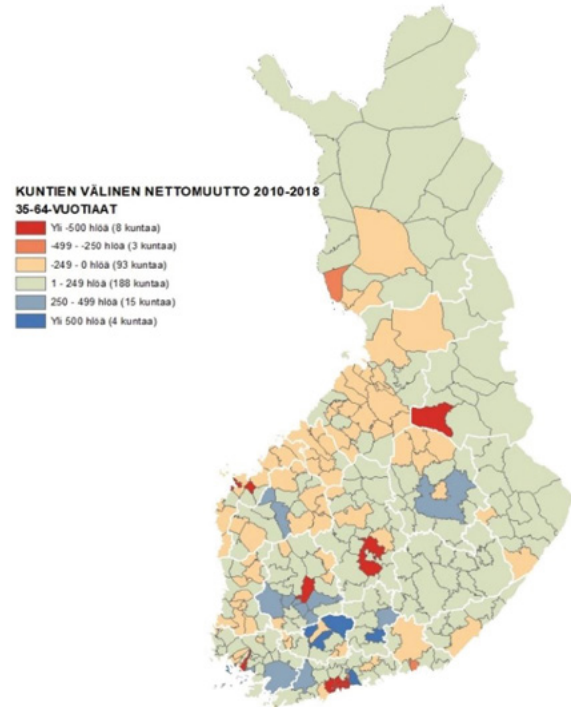 KUNTIEN VÄLINEN NETTOMUUTTO 2010-2018
35-64-VUOTIAAT
Yli -500 hlöä (8 kuntaa)
-499 - -250 hlöä (3 kuntaa)
-249 - 0 hlöä (93 kuntaa)
1 - 249 hlöä (188 kuntaa)
250 - 499 hlöä (15 kuntaa)
Yli 500 hlöä (4 kuntaa)